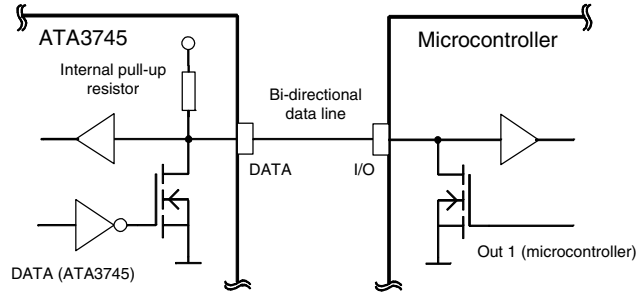 ATA3745
Microcontroller
Internal pull-up
resistor
Bi-directional
data line
DATA
I/O
DATA (ATA3745)
Out 1 (microcontroller)